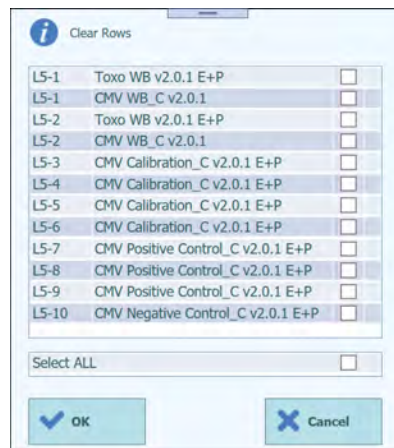 Clear Rows
L5-1 Toxo WB v2.0.1 E+P
L5-1 CMV WB_C v2.0.1
L5-2 Toxo WB v2.0.1 E+P
L5-2 CMV WB_C v2.0.1
L5-3 CMV Calibration_C v2.0.1 E+P
L5-4 CMV Calibration_C v2.0.1 E+P
L5-5 CMV Calibration_C v2.0.1 E+P
L5-6 CMV Calibration_C v2.0.1 E+P
L5-7 CMV Positive Control_C v2.0.1 E+P
L5-8 CMV Positive Control_C v2.0.1 E+P
L5-9 CMV Positive Control_C v2.0.1 E+P
L5-10 CMV Negative Control_C v2.0.1 E+P
Select ALL
OK Cancel